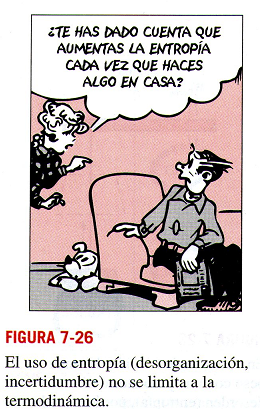 ¿TE HAS DADO CUENTA QUE
AUMENTAS LA ENTROPÍA
CADA VEZ QUE HACES
ALGO EN CASA?
FIGURA 7-26
El uso de entropía (desorganización,
incertidumbre) no se limita a la
termodinámica.